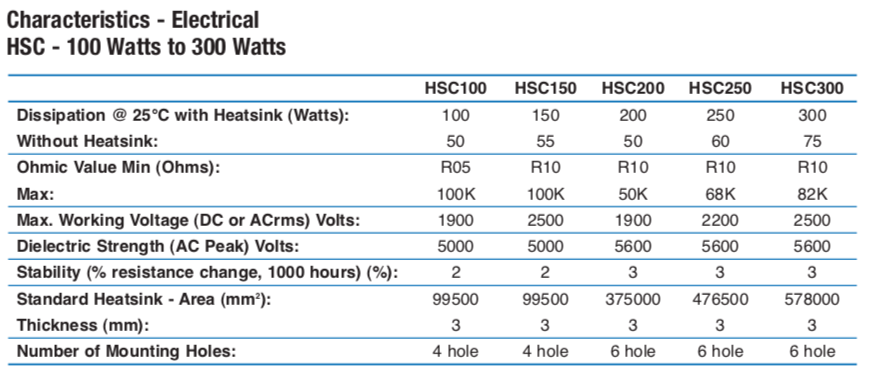 Characteristics - Electrical
HSC - 100 Watts to 300 Watts
HSC100 HSC150 HSC200 HSC250 HSC300
Dissipation @ 25°C with Heatsink (Watts): 100 150 200 250 300
Without Heatsink: 50 55 50 60 75
Ohmic Value Min (Ohms): R05 R10 R10 R10 R10
Max: 100K 100K 50K 68K 82K
Max. Working Voltage (DC or ACrms) Volts: 1900 2500 1900 2200 2500
Dielectric Strength (AC Peak) Volts: 5000 5000 5600 5600 5600
Stability (% resistance change, 1000 hours) (%): 2 2 3 3 3
Standard Heatsink - Area (mm²): 99500 99500 375000 476500 578000
Thickness (mm): 3 3 3 3 3
Number of Mounting Holes: 4 hole 4 hole 6 hole 6 hole 6 hole